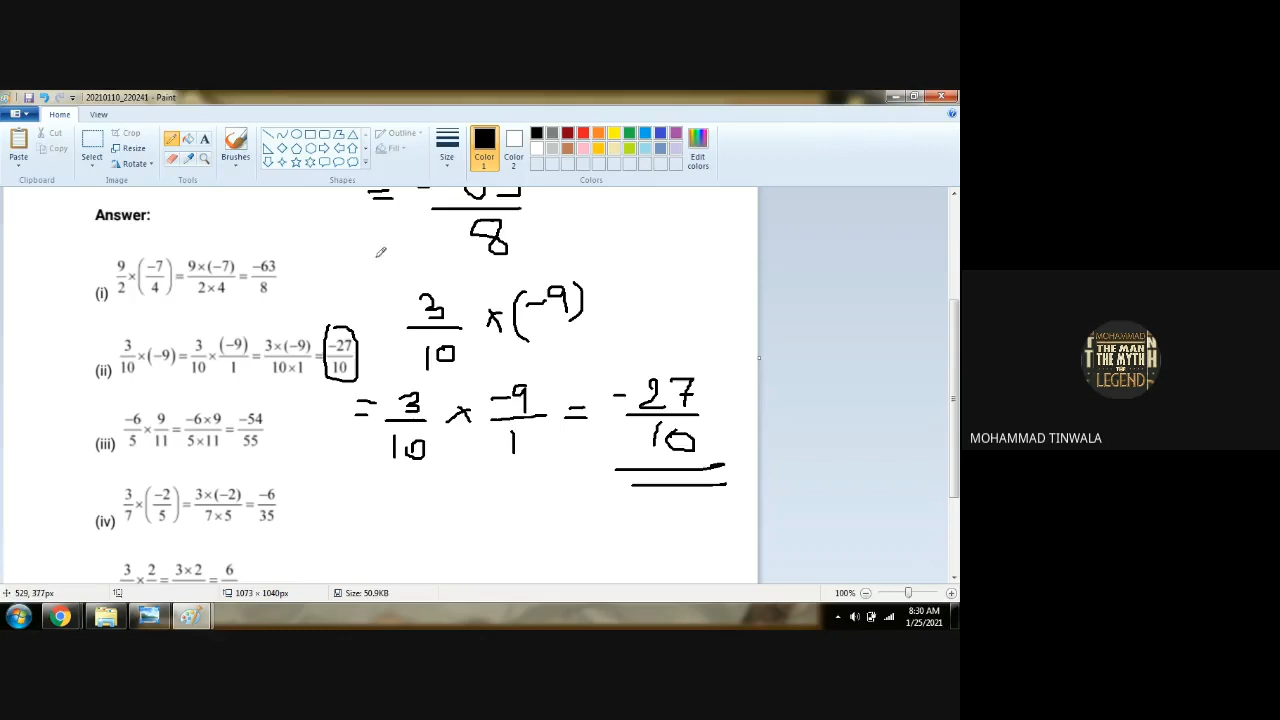 20210110_220241 - Paint
Home View
Paste
Cut
Copy
Clipboard
Select
Crop
Resize
Rotate
Image
A
Tools
Brushes
Outline
Fill
Shapes
Size
Color 1
Color 2
Edit colors
Colors
=
8
Answer:
(i) 9/2 × (−7/4) = 9×(−7)/2×4 = −63/8
3/10 × (−9)
(ii) 3/10 ×(−9) = 3/10 × (−9)/1 = 3×(−9)/10×1 = −27/10
= 3/10 × −9/1 = −27/10
(iii) −6/5 × 9/11 = −6×9/5×11 = −54/55
(iv) 3/7 × (−2/5) = 3×(−2)/7×5 = −6/35
3 × 2 = 3×2 = 6
529, 377px
1073 × 1040px
Size: 50.9KB
100%
8:30 AM
1/25/2021
MOHAMMAD
THE MAN
THE MYTH
THE
LEGEND
MOHAMMAD TINWALA